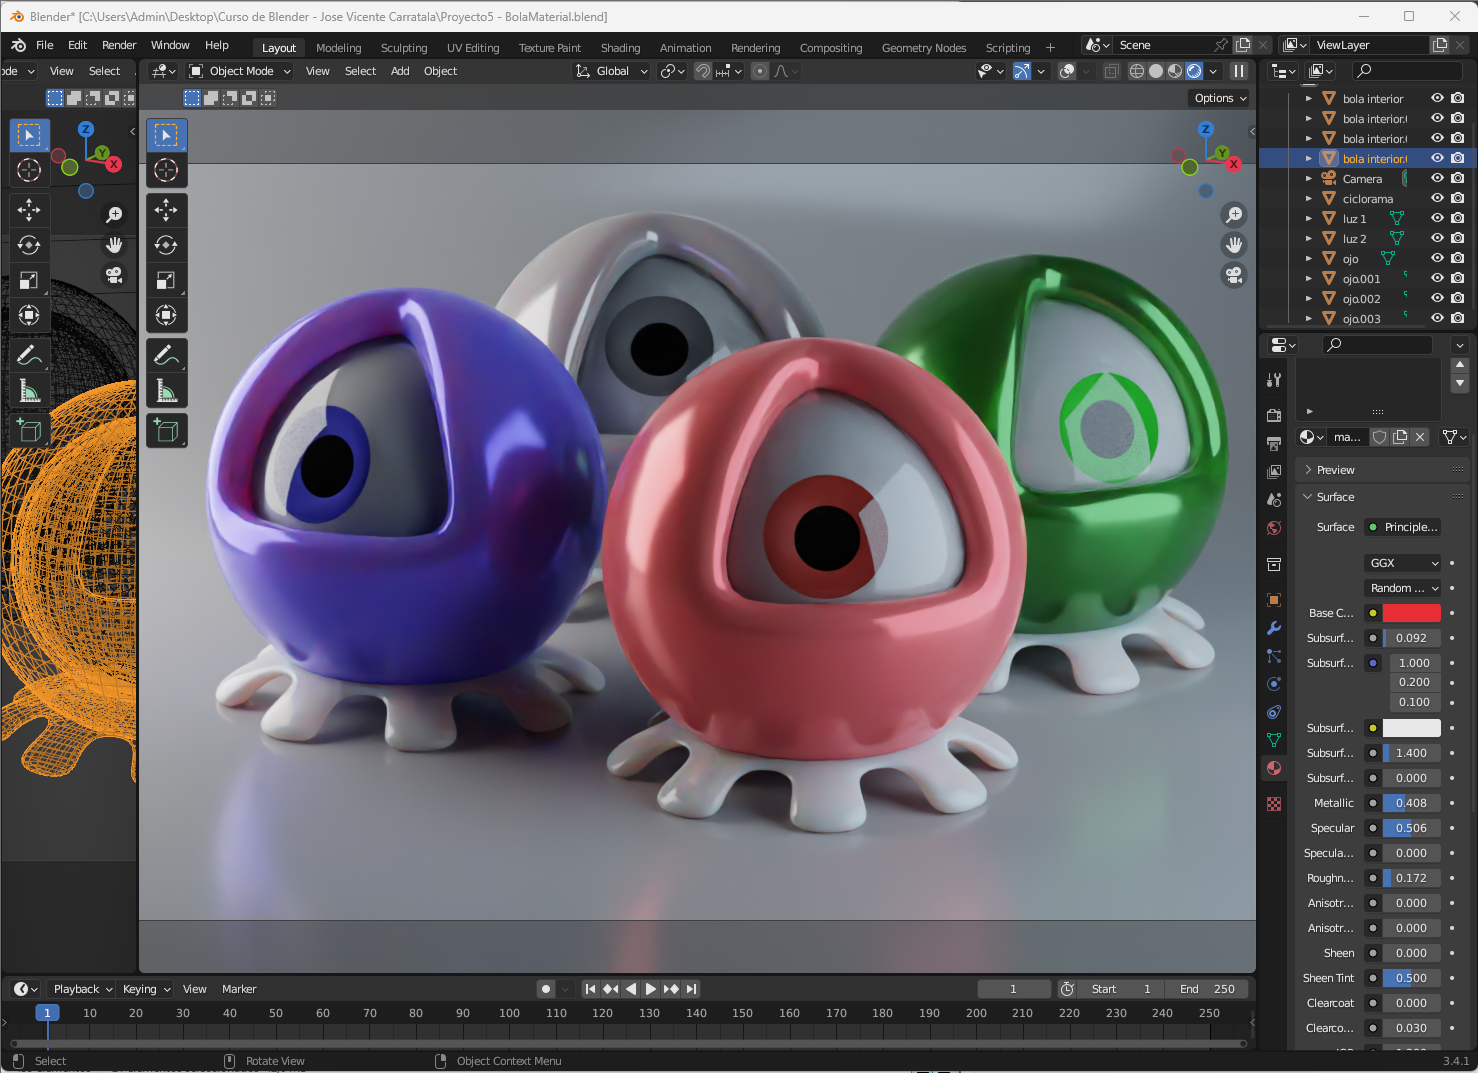 Blender* [C:\Users\Admin\Desktop\Curso de Blender - Jose Vicente Carratala\Proyecto5 - BolaMaterial.blend]
File Edit Render Window Help Layout Modeling Sculpting UV Editing Texture Paint Shading Animation Rendering Compositing Geometry Nodes Scripting + Scene ViewLayer
ode View Select Object Mode View Select Add Object Global
Options
Z Y X
Z Y X
bola interior
bola interior.(
bola interior.(
bola interior.(
Camera
ciclorama
luz 1
luz 2
ojo
ojo.001
ojo.002
ojo.003
ma...
Preview
Surface
Surface Principle...
GGX
Random ...
Base C...
Subsurf... 0.092
Subsurf... 1.000
0.200
0.100
Subsurf...
Subsurf... 1.400
Subsurf... 0.000
Metallic 0.408
Specular 0.506
Specula... 0.000
Roughn... 0.172
Anisotr... 0.000
Anisotr... 0.000
Sheen 0.000
Sheen Tint 0.500
Clearcoat 0.000
Clearco... 0.030
Playback Keying View Marker 1 Start 1 End 250
1 10 20 30 40 50 60 70 80 90 100 110 120 130 140 150 160 170 180 190 200 210 220 230 240 250
Select Rotate View Object Context Menu 3.4.1